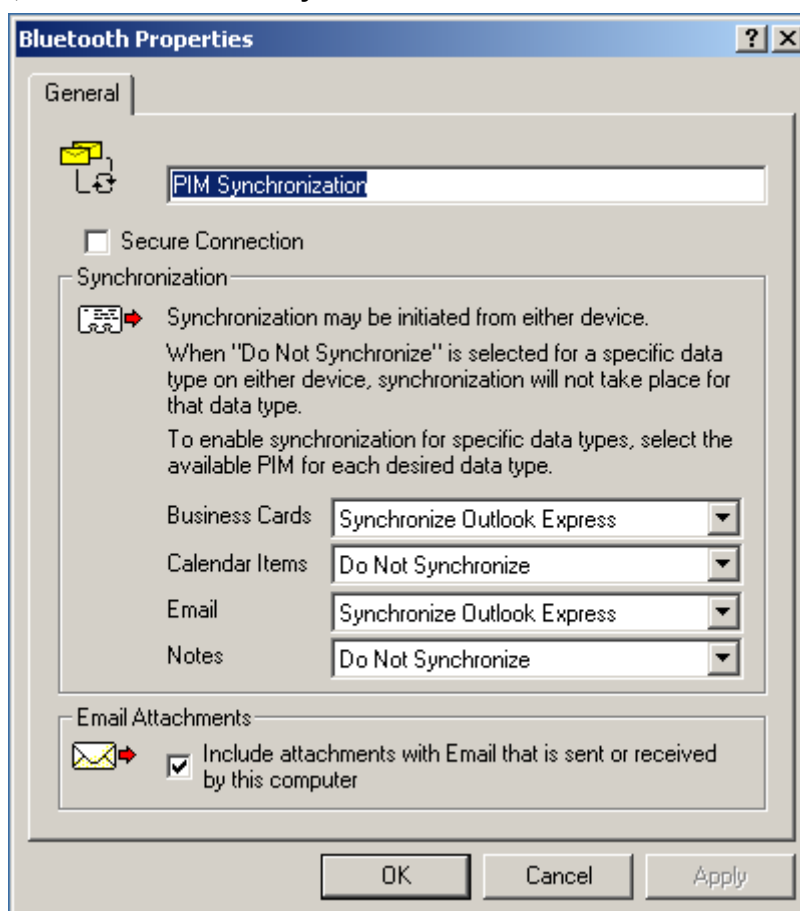 Bluetooth Properties
General
PIM Synchronization
Secure Connection
Synchronization
Synchronization may be initiated from either device.
When "Do Not Synchronize" is selected for a specific data
type on either device, synchronization will not take place for
that data type.
To enable synchronization for specific data types, select the
available PIM for each desired data type.
Business Cards Synchronize Outlook Express
Calendar Items Do Not Synchronize
Email Synchronize Outlook Express
Notes Do Not Synchronize
Email Attachments
Include attachments with Email that is sent or received
by this computer
OK Cancel Apply